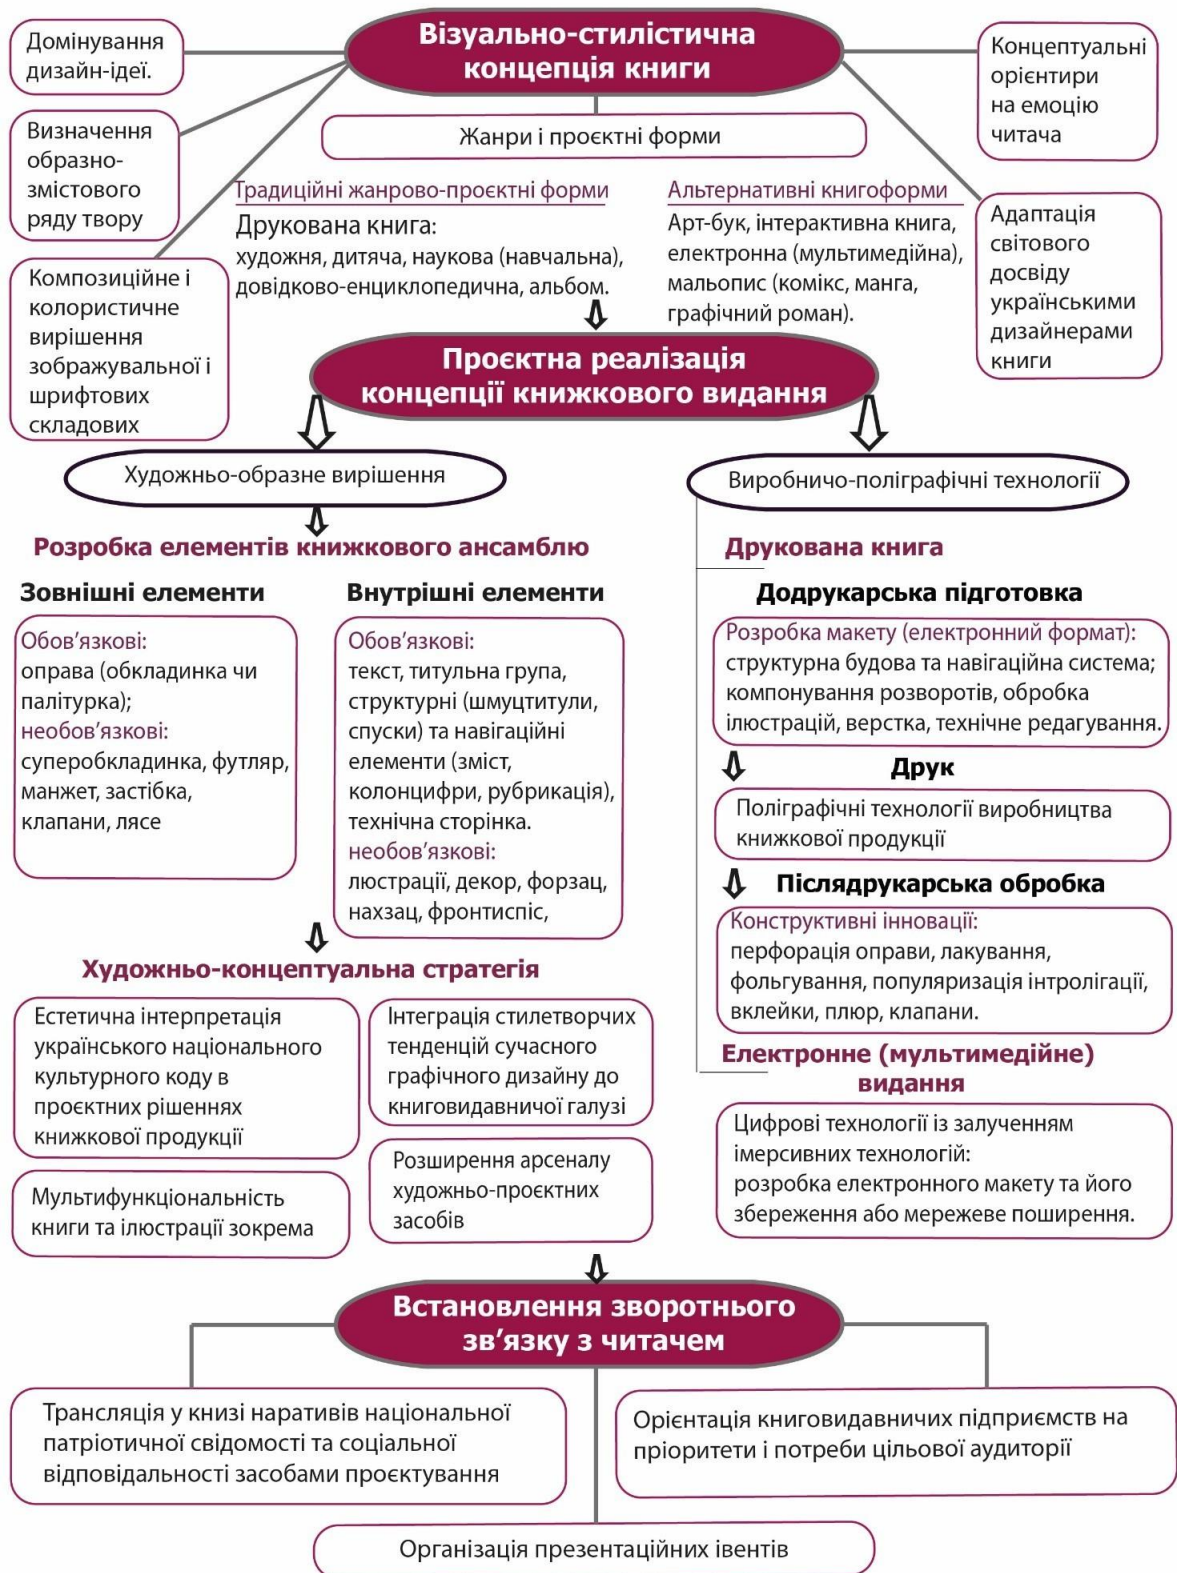 Візуально-стилістична
концепція книги
Домінування
дизайн-ідеї.
Визначення
образно-
змістового
ряду твору
Композиційне і
колористичне
вирішення
зображувальної і
шрифтових
складових
Концептуальні
орієнтири
на емоцію
читача
Адаптація
світового
досвіду
українськими
дизайнерами
книги
Жанри і проєктні форми
Традиційні жанрово-проєктні форми
Друкована книга:
художня, дитяча, наукова (навчальна),
довідково-енциклопедична, альбом.
Альтернативні книгоформи
Арт-бук, інтерактивна книга,
електронна (мультимедійна),
мальопис (комікс, манга,
графічний роман).
Проєктна реалізація
концепції книжкового видання
Художньо-образне вирішення
Розробка елементів книжкового ансамблю
Зовнішні елементи
Обов’язкові:
оправа (обкладинка чи
палітурка);
необов’язкові:
суперобкладинка, футляр,
манжет, застібка,
клапани, лясе
Внутрішні елементи
Обов’язкові:
текст, титульна група,
структурні (шмуцтитули,
спуски) та навігаційні
елементи (зміст,
колонцифри, рубрикація),
технічна сторінка.
необов’язкові:
люстрації, декор, форзац,
нахзац, фронтиспіс,
Художньо-концептуальна стратегія
Естетична інтерпретація
українського національного
культурного коду в
проєктних рішеннях
книжкової продукції
Інтеграція стилетворчих
тенденцій сучасного
графічного дизайну до
книговидавничої галузі
Мультифункціональність
книги та ілюстрації зокрема
Розширення арсеналу
художньо-проєктних
засобів
Виробничо-поліграфічні технології
Друкована книга
Додрукарська підготовка
Розробка макету (електронний формат):
структурна будова та навігаційна система;
компонування розворотів, обробка
ілюстрацій, верстка, технічне редагування.
Друк
Поліграфічні технології виробництва
книжкової продукції
Післядрукарська обробка
Конструктивні інновації:
перфорація оправи, лакування,
фольгування, популяризація інтролігації,
вклейки, плюр, клапани.
Електронне (мультимедійне)
видання
Цифрові технології із залученням
імерсивних технологій:
розробка електронного макету та його
збереження або мережеве поширення.
Встановлення зворотнього
зв’язку з читачем
Трансляція у книзі наративів національної
патріотичної свідомості та соціальної
відповідальності засобами проєктування
Орієнтація книговидавничих підприємств на
пріоритети і потреби цільової аудиторії
Організація презентаційних івентів